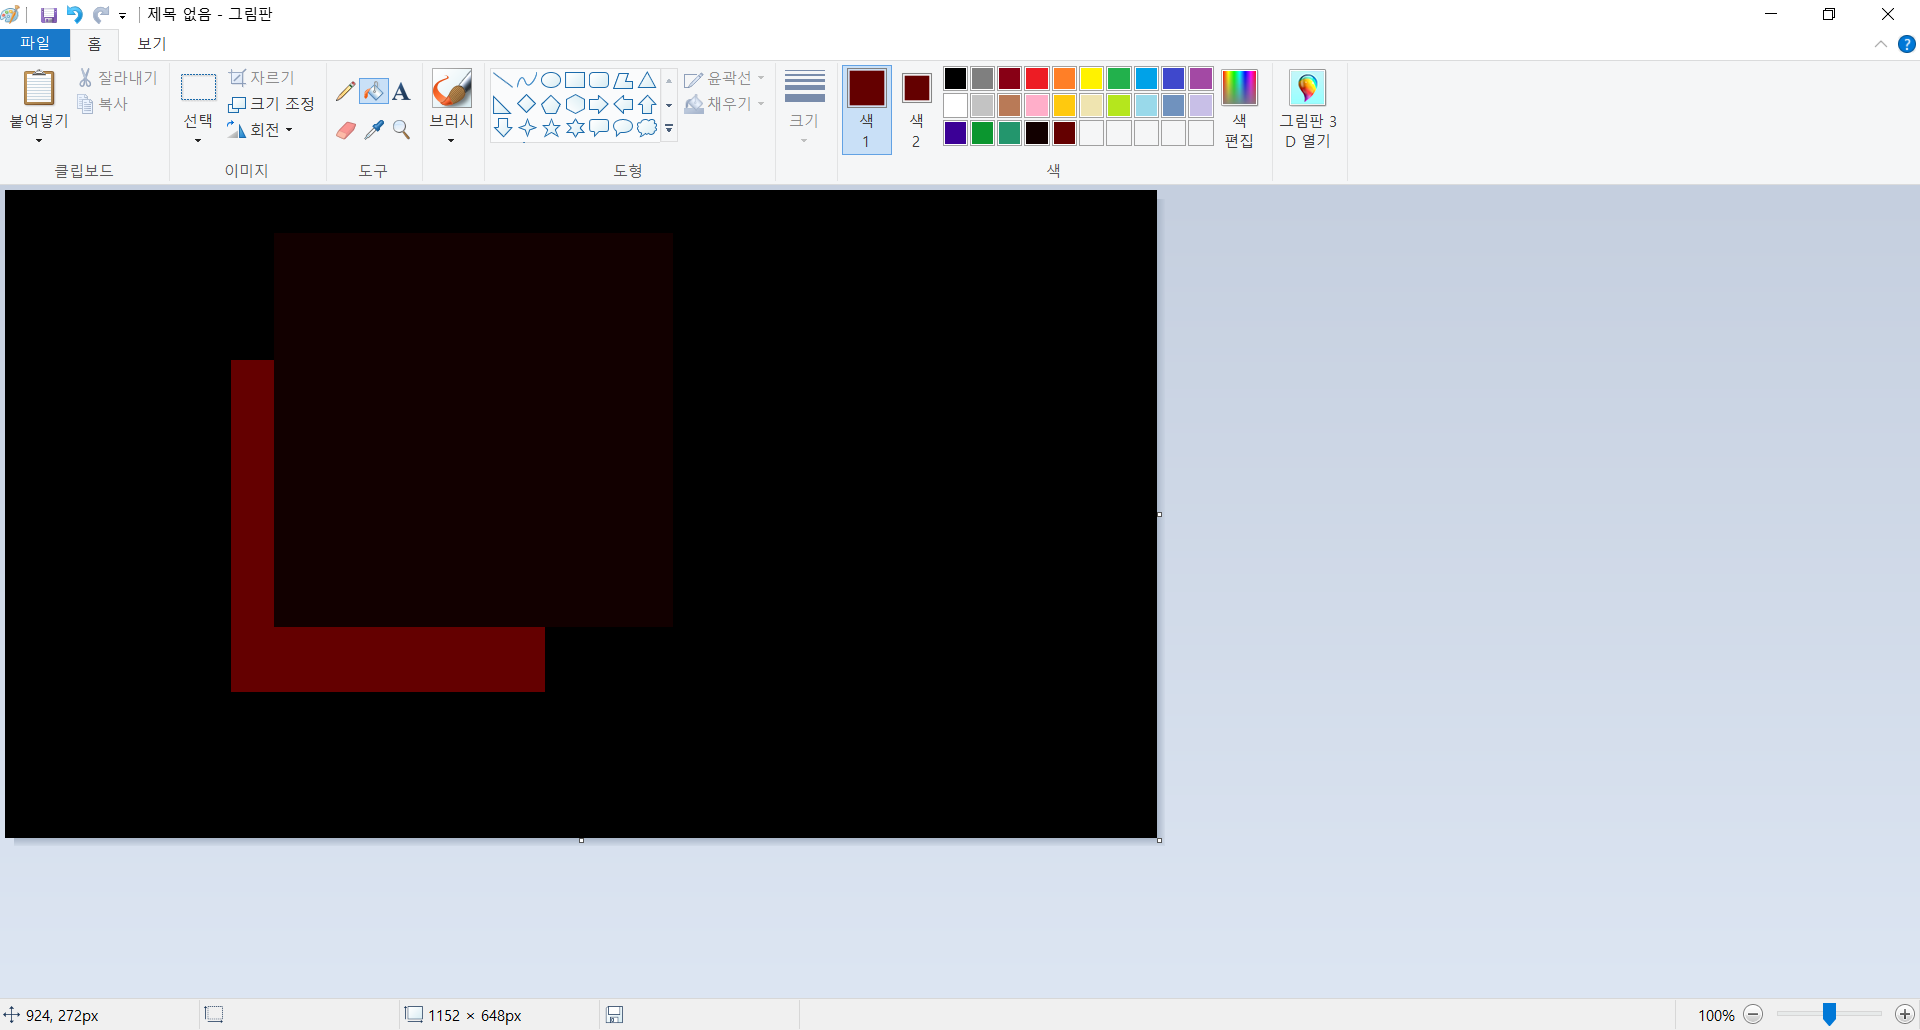 제목 없음 - 그림판
파일
홈
보기
?
붙여넣기
잘라내기
복사
클립보드
선택
자르기
크기 조정
회전
이미지
A
도구
브러시
윤곽선
채우기
도형
크기
색
1
색
2
색
편집
색
그림판 3
D 열기
924, 272px
1152 × 648px
100%